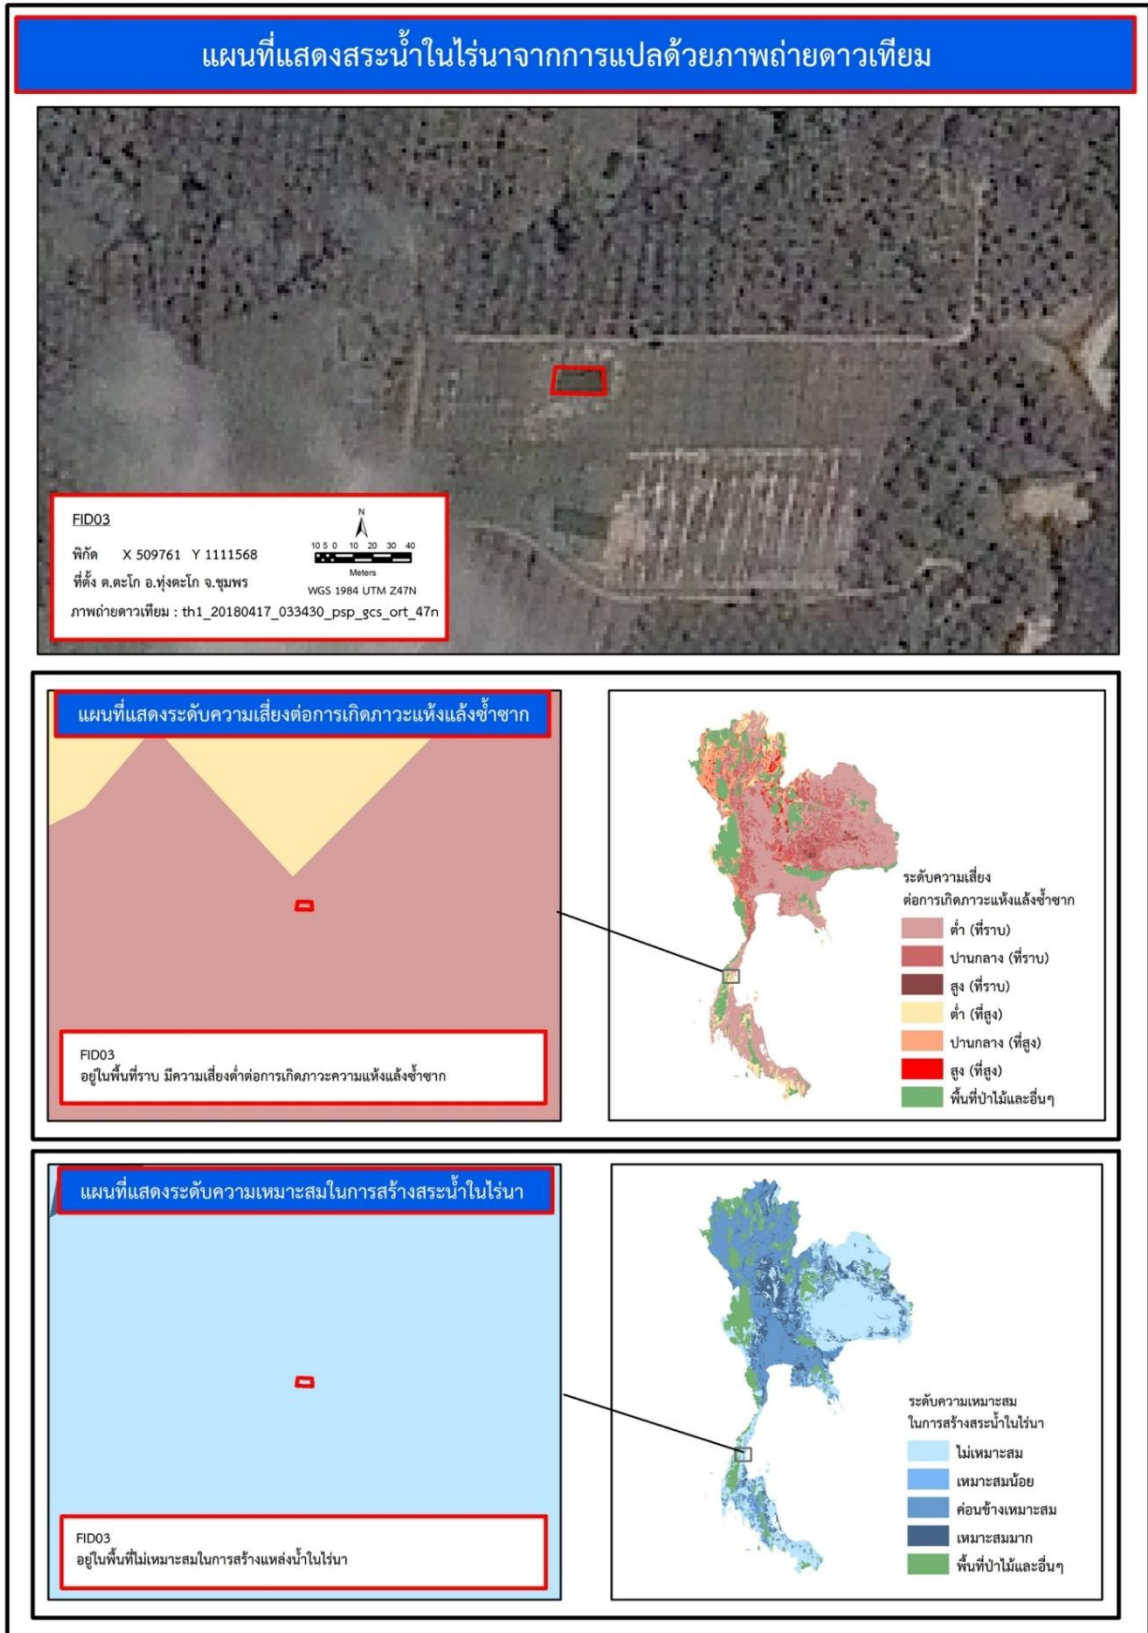 แผนที่แสดงสระน้ำในไร่นาจากการแปลด้วยภาพถ่ายดาวเทียม
FID03
พิกัด X 509761 Y 1111568
ที่ตั้ง ต.ตะโก อ.ทุ่งตะโก จ.ชุมพร
ภาพถ่ายดาวเทียม : th1_20180417_033430_psp_gcs_ort_47n
N
10 5 0 10 20 30 40
Meters
WGS 1984 UTM Z47N
แผนที่แสดงระดับความเสี่ยงต่อการเกิดภาวะแห้งแล้งซ้ำซาก
FID03
อยู่ในพื้นที่ราบ มีความเสี่ยงต่ำต่อการเกิดภาวะความแห้งแล้งซ้ำซาก
ระดับความเสี่ยง
ต่อการเกิดภาวะแห้งแล้งซ้ำซาก
ต่ำ (ที่ราบ)
ปานกลาง (ที่ราบ)
สูง (ที่ราบ)
ต่ำ (ที่สูง)
ปานกลาง (ที่สูง)
สูง (ที่สูง)
พื้นที่ป่าไม้และอื่นๆ
แผนที่แสดงระดับความเหมาะสมในการสร้างสระน้ำในไร่นา
FID03
อยู่ในพื้นที่ไม่เหมาะสมในการสร้างแหล่งน้ำในไร่นา
ระดับความเหมาะสม
ในการสร้างสระน้ำในไร่นา
ไม่เหมาะสม
เหมาะสมน้อย
ค่อนข้างเหมาะสม
เหมาะสมมาก
พื้นที่ป่าไม้และอื่นๆ